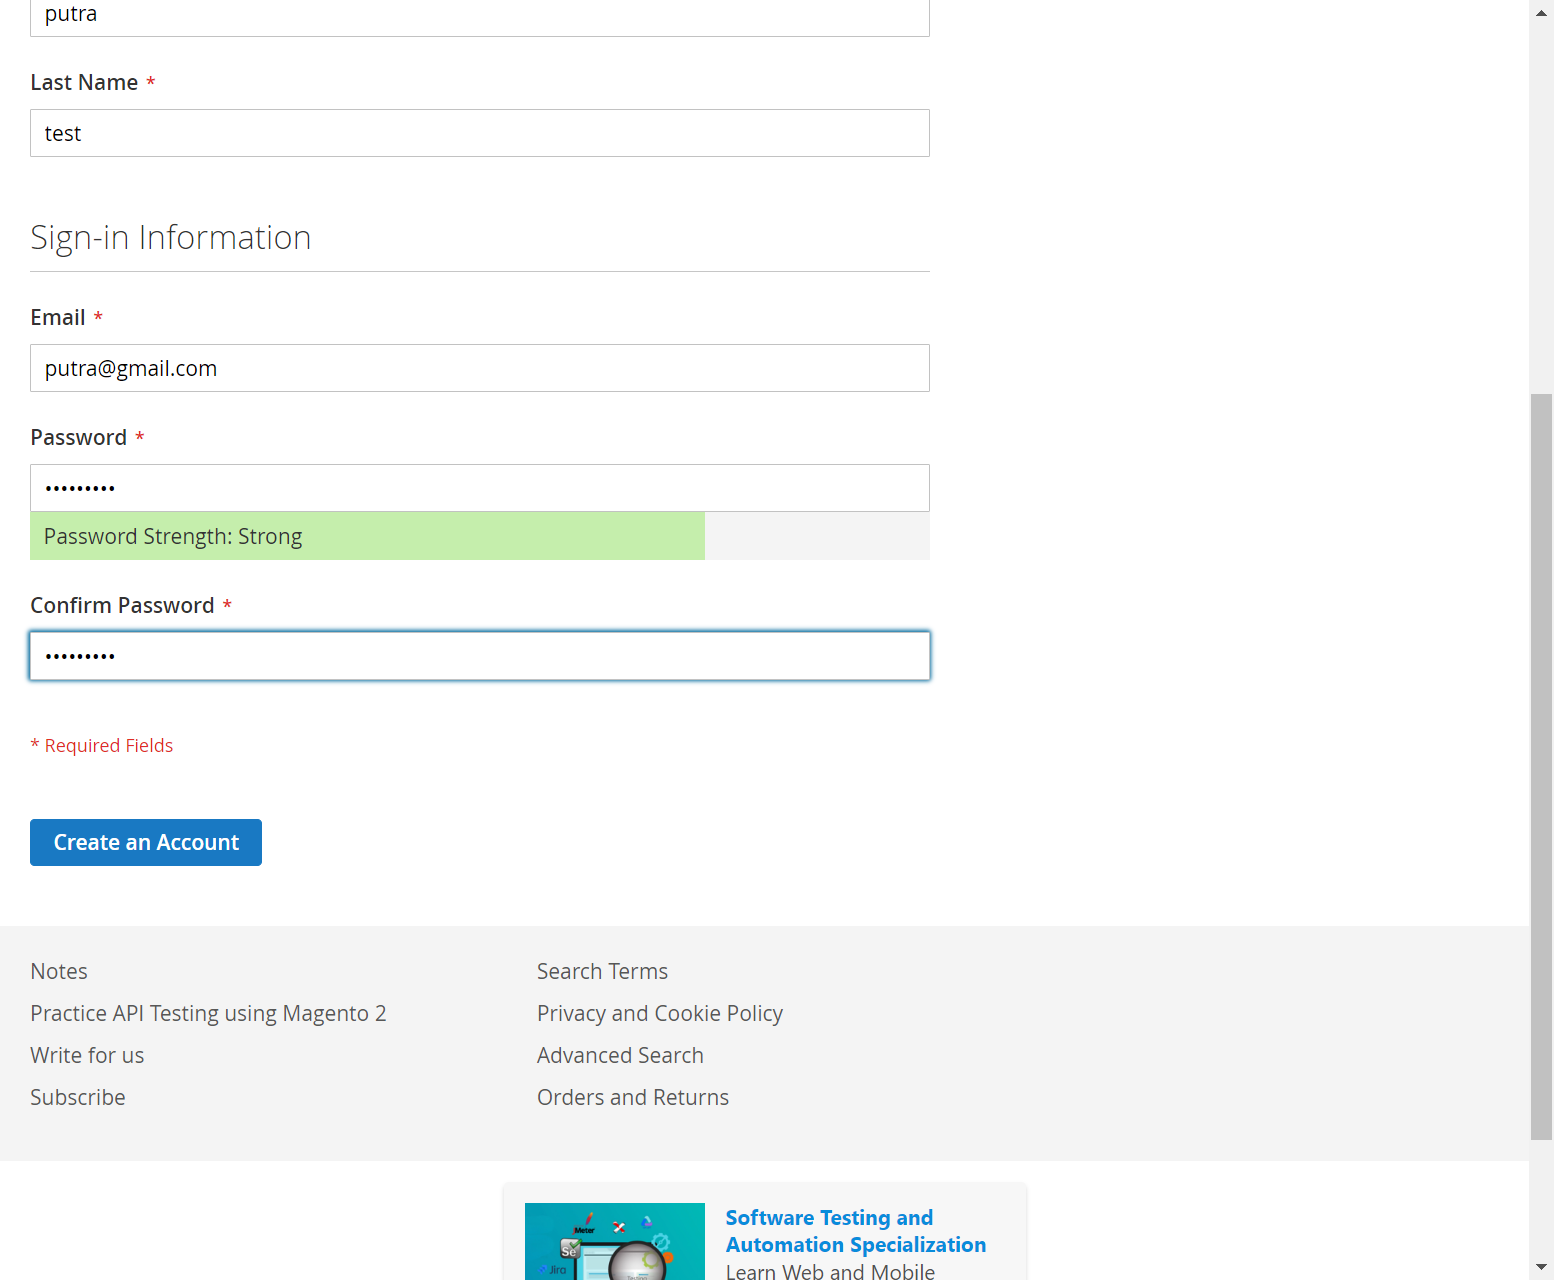 putra
Last Name *
test
Sign-in Information
Email *
putra@gmail.com
Password *
•••••••••
Password Strength: Strong
Confirm Password *
•••••••••
* Required Fields
Create an Account
Notes
Search Terms
Practice API Testing using Magento 2
Privacy and Cookie Policy
Write for us
Advanced Search
Subscribe
Orders and Returns
Software Testing and
Automation Specialization
Learn Web and Mobile
Meter
Se
Jira
Testing